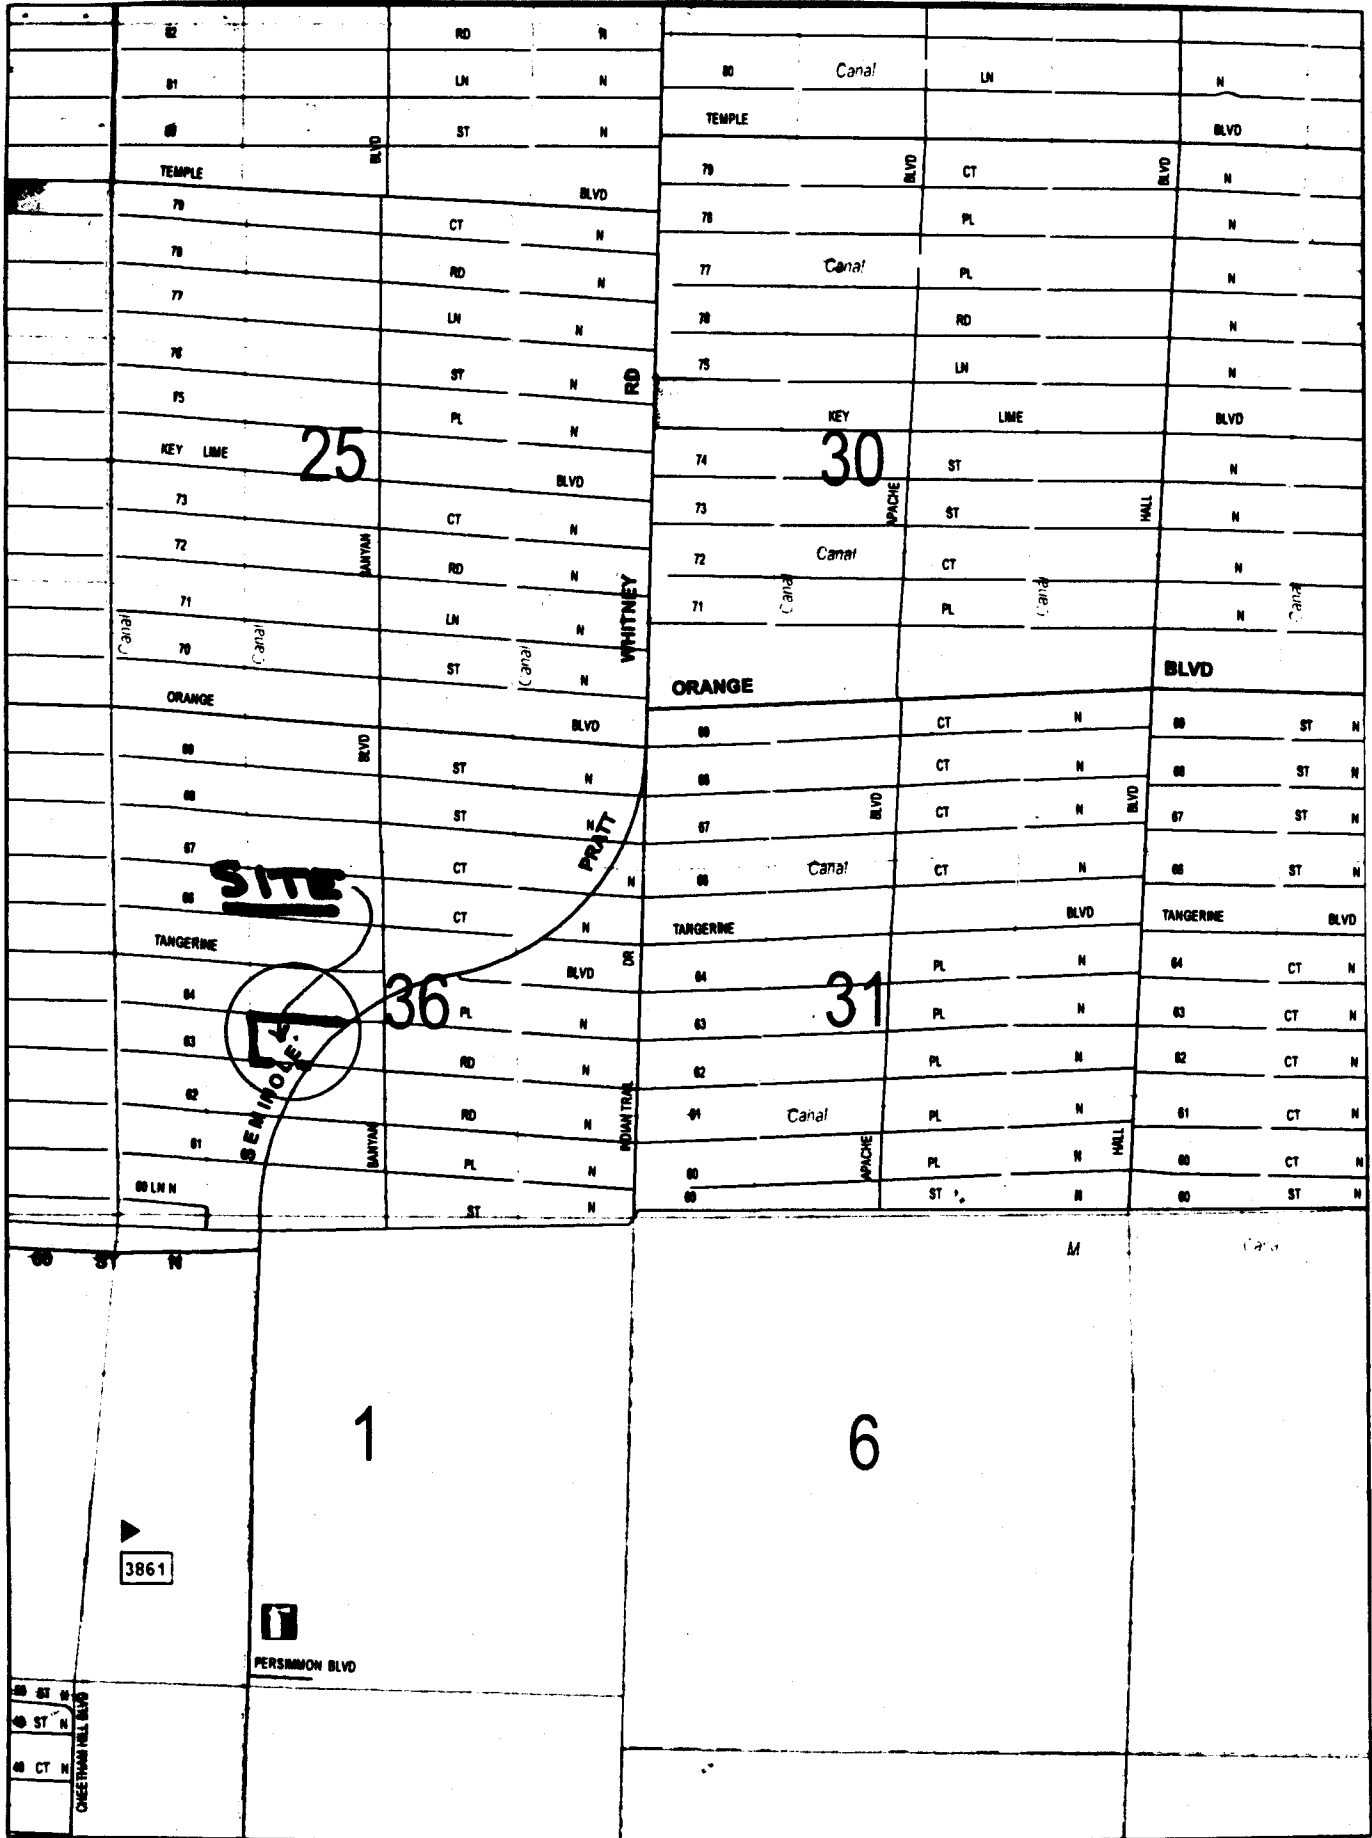 82 RD N
80 Canal LN N
81 LN N
TEMPLE BLVD
ST N
BLVD
79 BLVD CT BLVD N
TEMPLE BLVD
79 CT N
78 PL N
78 RD N
77 Canal PL N
77 LN N
78 RD N
76 ST N
75 LN N
RD
75 PL N
KEY LIME BLVD
KEY LIME 25 BLVD
74 30 ST N
73 CT N
73 APACHE ST HALL N
72 BANYAN RD N
72 Canal CT N
71 LN N
WHITNEY
71 Canal PL Canal N Canal
Canal Canal Canal
70 ST N
ORANGE BLVD
ORANGE BLVD
69 CT N 69 ST N
BLVD
ST N
68 CT N 68 ST N
68 ST N
PRATT
67 BLVD CT N BLVD 67 ST N
67 CT N
SITE
66 Canal CT N 66 ST N
66 CT N
TANGERINE BLVD TANGERINE BLVD
TANGERINE BLVD DR
64 PL N 64 CT N
64 36 PL N
63 31 PL N 63 CT N
63 RD N
SEMINOLE
62 PL N 62 CT N
62 RD N
INDIAN TRAIL
61 Canal PL N 61 CT N
61 BANYAN PL N
60 APACHE PL N HALL 60 CT N
60 LN N
60 ST N 60 ST N
ST N
60 ST N
M
1
6
3861
PERSIMMON BLVD
ST N
ST N
CT N
CHEETHAM HILL BLVD